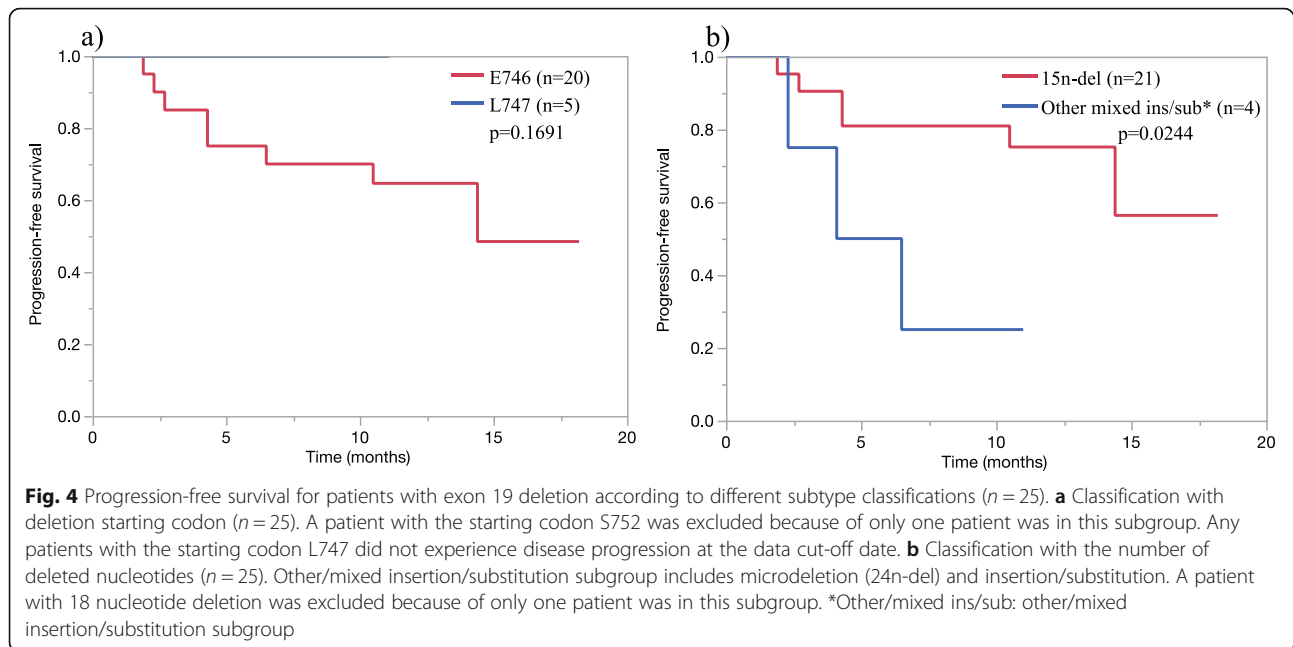 a)
E746 (n=20)
L747 (n=5)
p=0.1691
Progression-free survival
1.0
0.8
0.6
0.4
0.2
0.0
0
5
10
15
20
Time (months)
b)
15n-del (n=21)
Other mixed ins/sub* (n=4)
p=0.0244
Progression-free survival
1.0
0.8
0.6
0.4
0.2
0.0
0
5
10
15
20
Time (months)
Fig. 4 Progression-free survival for patients with exon 19 deletion according to different subtype classifications (n = 25). a Classification with
deletion starting codon (n = 25). A patient with the starting codon S752 was excluded because of only one patient was in this subgroup. Any
patients with the starting codon L747 did not experience disease progression at the data cut-off date. b Classification with the number of
deleted nucleotides (n = 25). Other/mixed insertion/substitution subgroup includes microdeletion (24n-del) and insertion/substitution. A patient
with 18 nucleotide deletion was excluded because of only one patient was in this subgroup. *Other/mixed ins/sub: other/mixed
insertion/substitution subgroup